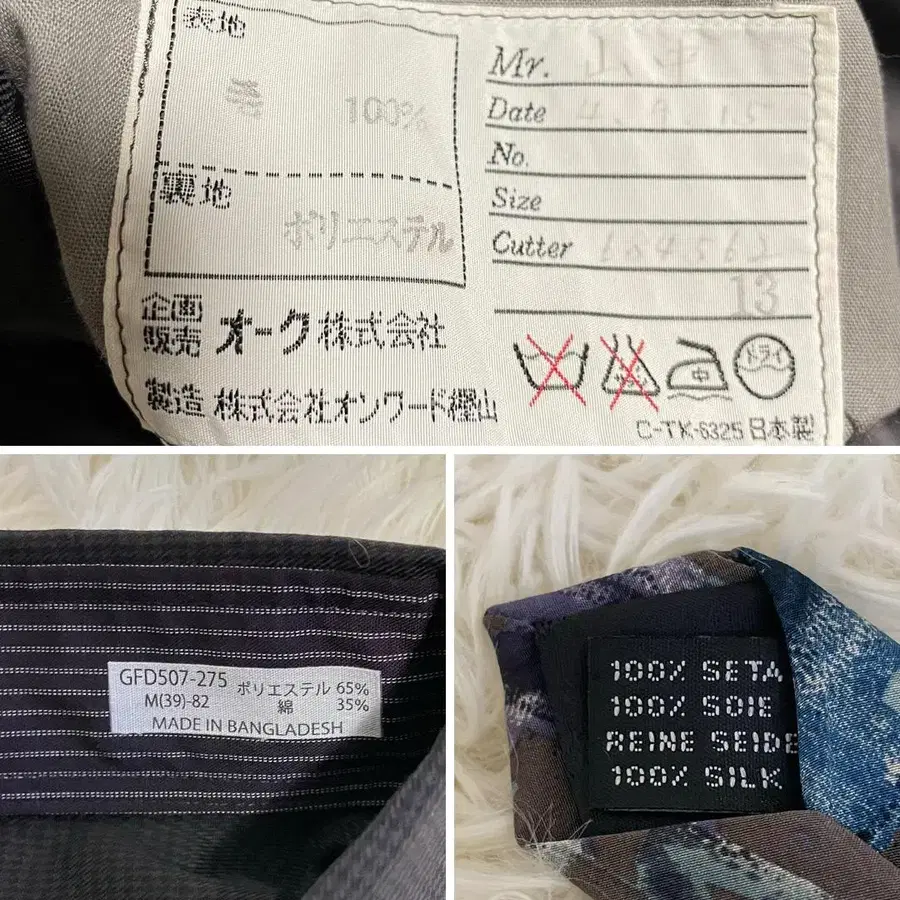 表地
毛 100%
裏地
ポリエステル
Mr. 山中
Date 4.9.15
No.
Size
Cutter 684562
13
企画
販売 オーク株式会社
製造 株式会社オンワード樫山
中
ドライ
C-TK-6325 日本製
GFD507-275 ポリエステル 65%
M(39)-82 綿 35%
MADE IN BANGLADESH
100% SETA
100% SOIE
REINE SEIDE
100% SILK